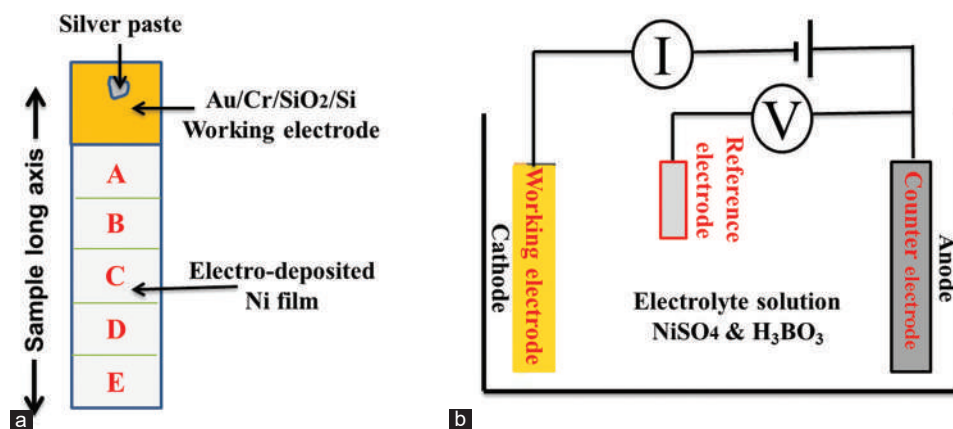 Silver paste
Au/Cr/SiO₂/Si
Working electrode
Sample long axis
A
B
C
D
E
Electro-deposited
Ni film
a
I
V
Cathode
Working electrode
Reference
electrode
Counter electrode
Anode
Electrolyte solution
NiSO₄ & H₃BO₃
b